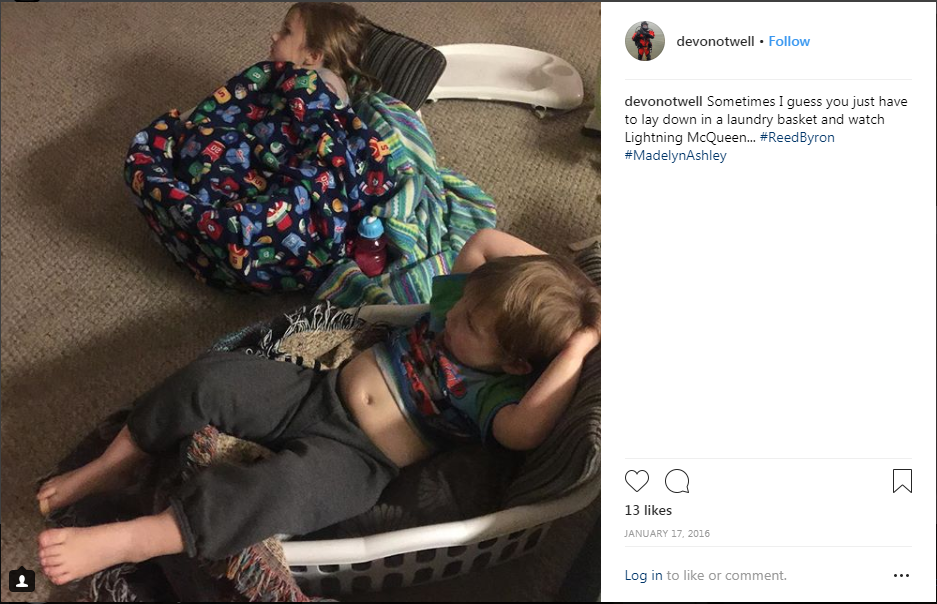 devonotwell • Follow
devonotwell Sometimes I guess you just have
to lay down in a laundry basket and watch
Lightning McQueen... #ReedByron
#MadelynAshley
13 likes
JANUARY 17, 2016
Log in to like or comment.